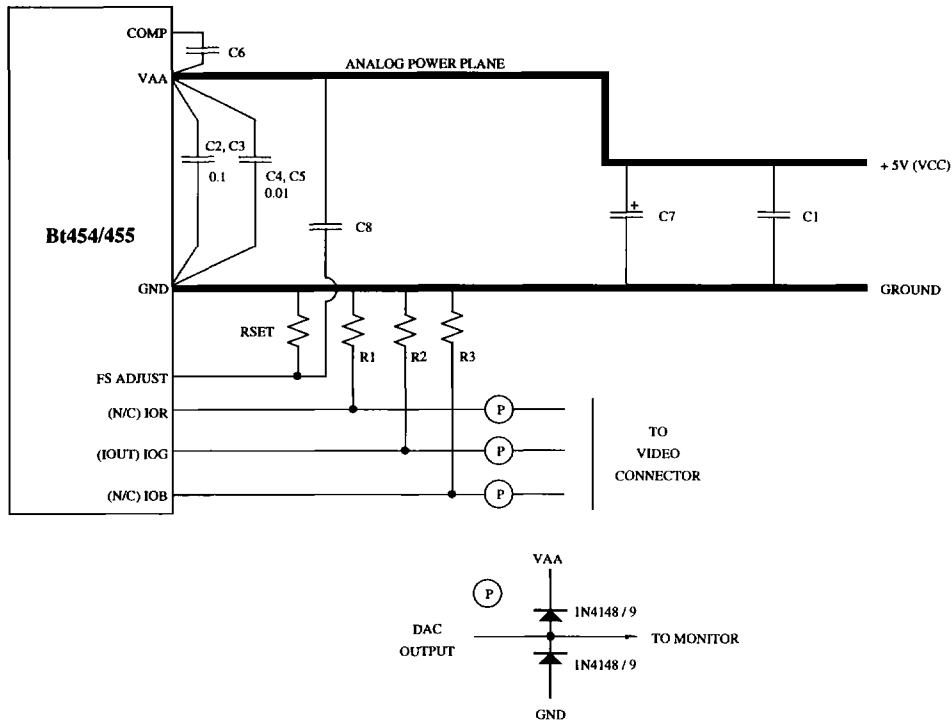 COMP
C6
VAA
ANALOG POWER PLANE
C2, C3
0.1
C4, C5
0.01
+ 5V (VCC)
+
C7
C1
C8
Bt454/455
GND
GROUND
RSET
R1
R2
R3
FS ADJUST
(N/C) IOR
P
(IOUT) IOG
P
(N/C) IOB
P
TO
VIDEO
CONNECTOR
VAA
P
1N4148 / 9
DAC
OUTPUT
TO MONITOR
1N4148 / 9
GND